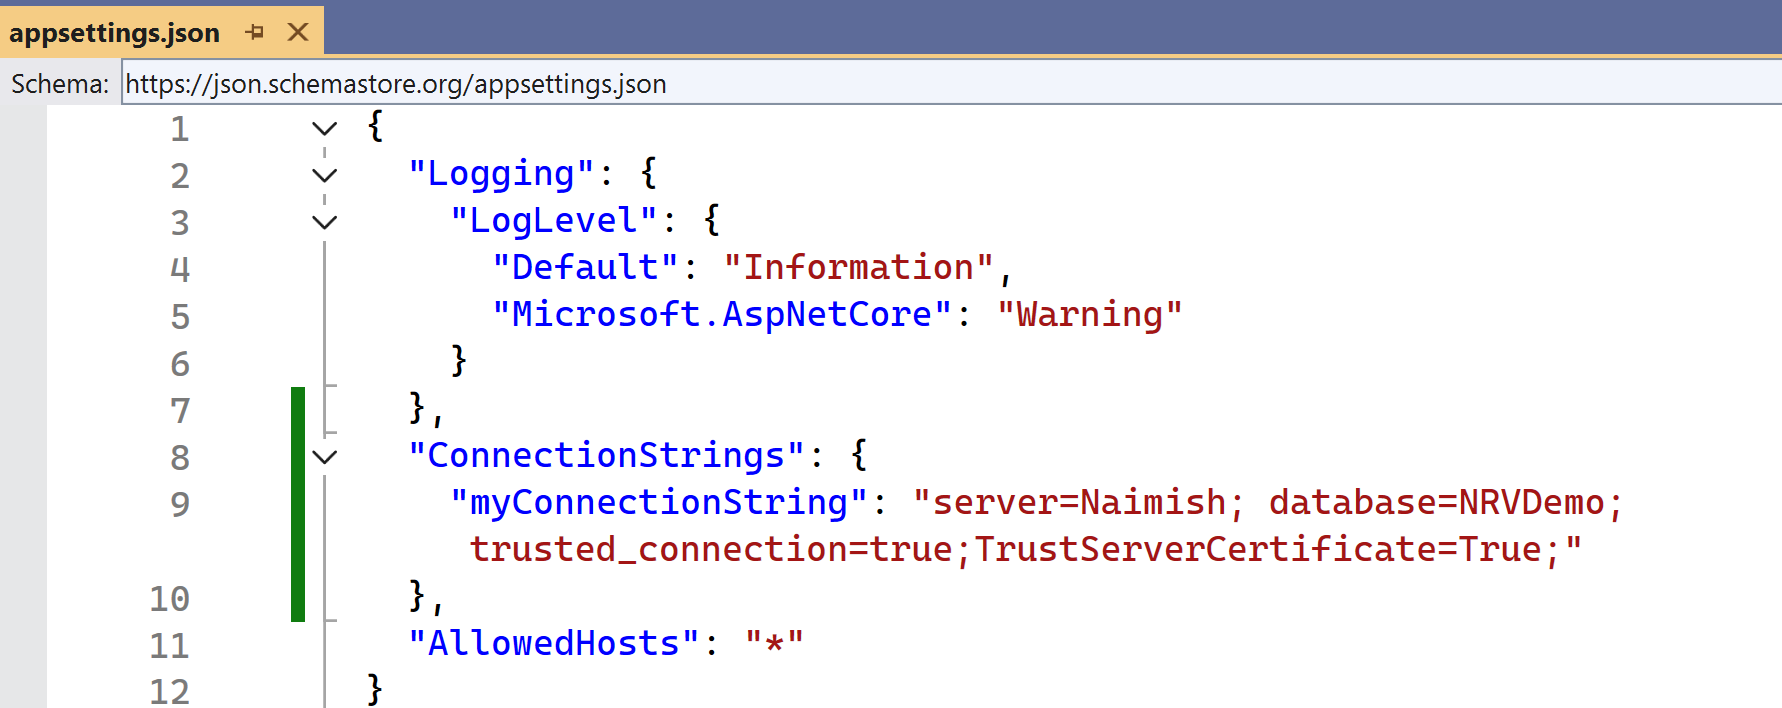 appsettings.json
Schema: https://json.schemastore.org/appsettings.json
1 {
2 "Logging": {
3 "LogLevel": {
4 "Default": "Information",
5 "Microsoft.AspNetCore": "Warning"
6 }
7 },
8 "ConnectionStrings": {
9 "myConnectionString": "server=Naimish; database=NRVDemo;
trusted_connection=true;TrustServerCertificate=True;"
10 },
11 "AllowedHosts": "*"
12 }